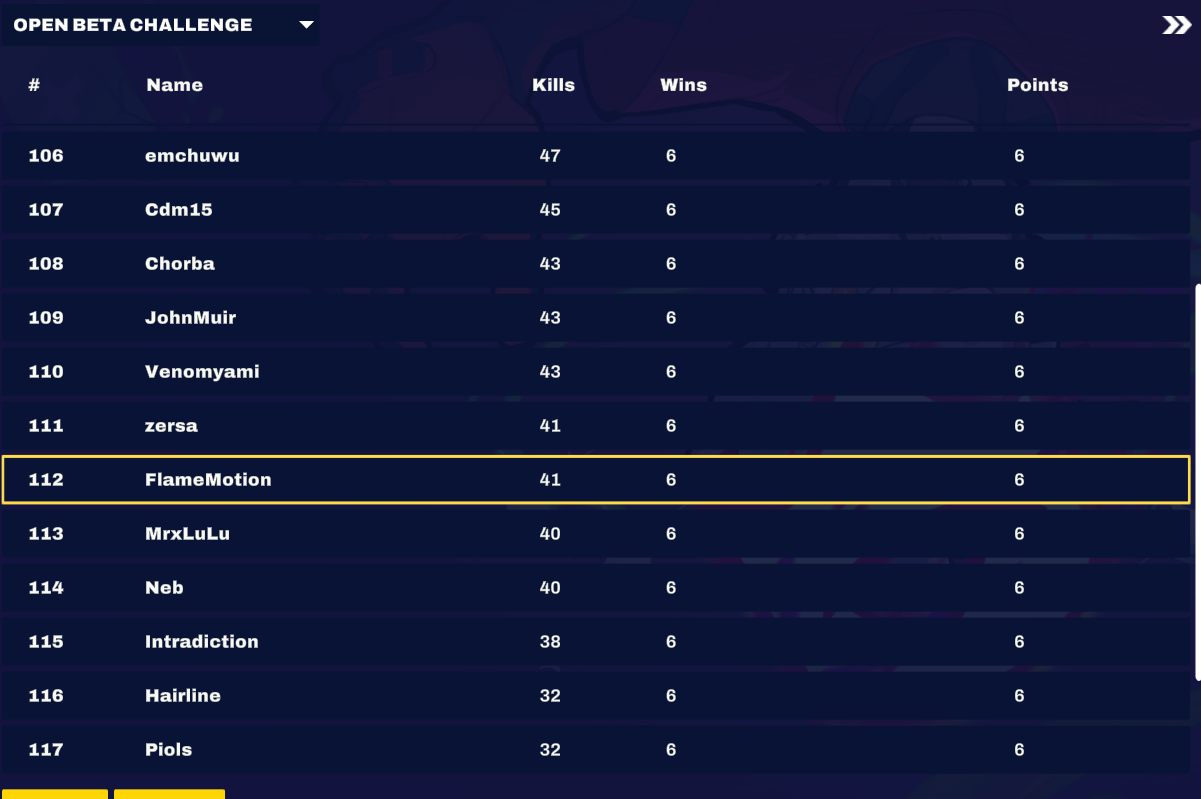 OPEN BETA CHALLENGE
# Name Kills Wins Points
106 emchuwu 47 6 6
107 Cdm15 45 6 6
108 Chorba 43 6 6
109 JohnMuir 43 6 6
110 Venomyami 43 6 6
111 zersa 41 6 6
112 FlameMotion 41 6 6
113 MrxLuLu 40 6 6
114 Neb 40 6 6
115 Intradiction 38 6 6
116 Hairline 32 6 6
117 Piols 32 6 6